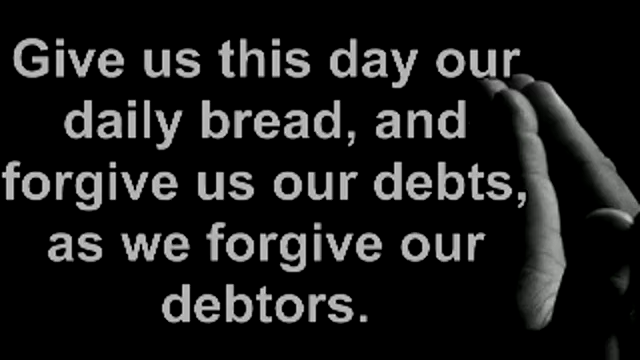 Give us this day our
daily bread, and
forgive us our debts,
as we forgive our
debtors.